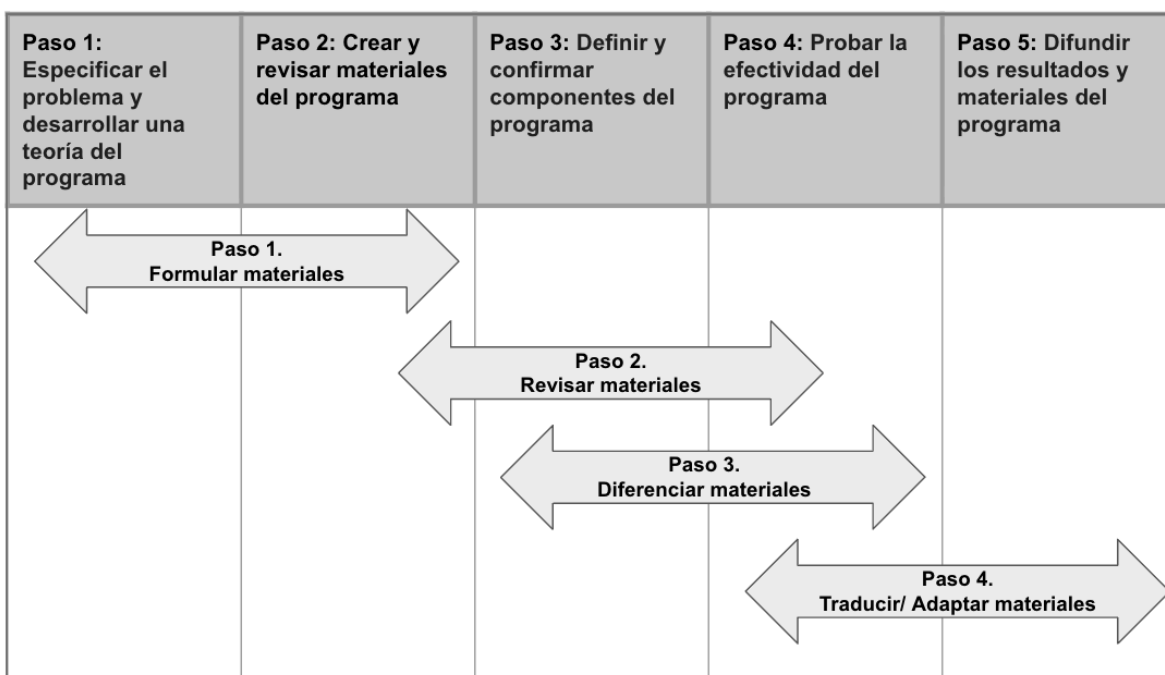 Paso 1:
Especificar el
problema y
desarrollar una
teoría del
programa
Paso 2: Crear y
revisar materiales
del programa
Paso 3: Definir y
confirmar
componentes del
programa
Paso 4: Probar la
efectividad del
programa
Paso 5: Difundir
los resultados y
materiales del
programa
Paso 1.
Formular materiales
Paso 2.
Revisar materiales
Paso 3.
Diferenciar materiales
Paso 4.
Traducir/ Adaptar materiales